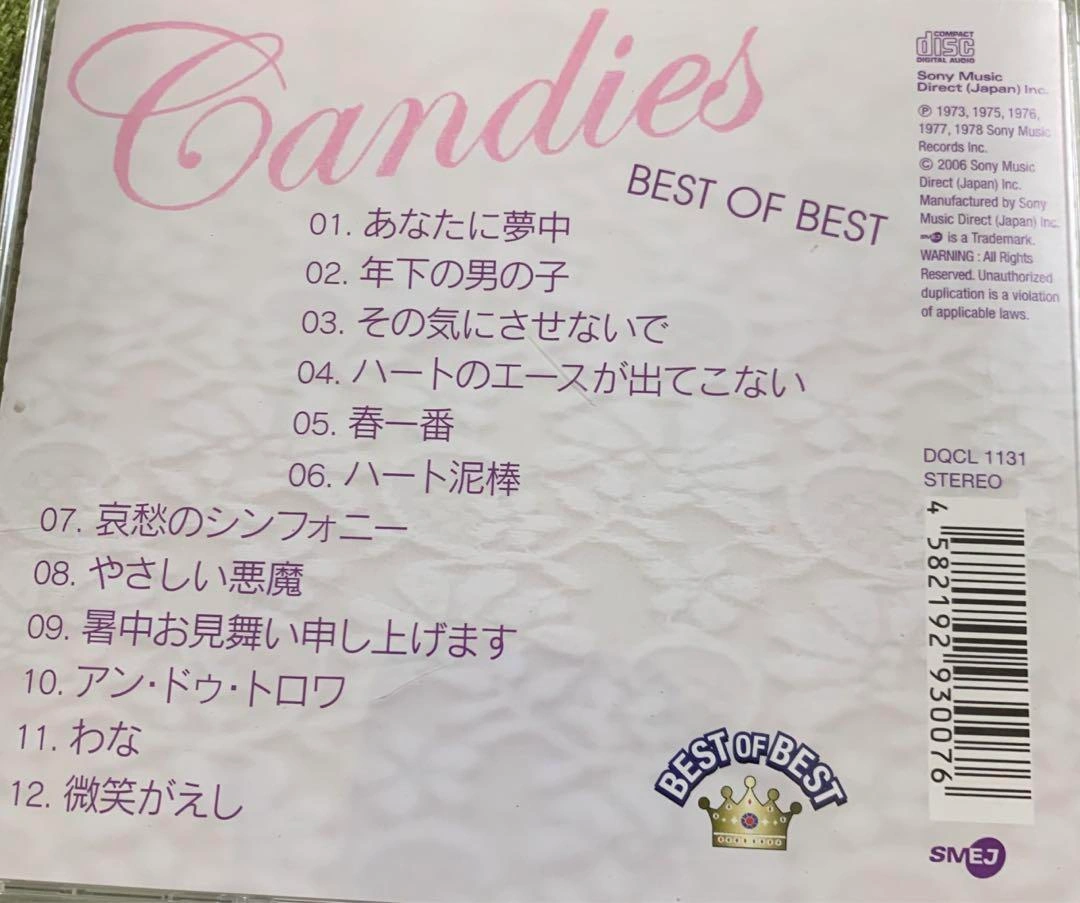 Candies
BEST OF BEST
01. あなたに夢中
02. 年下の男の子
03. その気にさせないで
04. ハートのエースが出てこない
05. 春一番
06. ハート泥棒
07. 哀愁のシンフォニー
08. やさしい悪魔
09. 暑中お見舞い申し上げます
10. アン・ドゥ・トロワ
11. わな
12. 微笑がえし
COMPACT
disc
DIGITAL AUDIO
Sony Music
Direct (Japan) Inc.
℗ 1973, 1975, 1976,
1977, 1978 Sony Music
Records Inc.
© 2006 Sony Music
Direct (Japan) Inc.
Manufactured by Sony
Music Direct (Japan) Inc.
SMEJ is a Trademark.
WARNING : All Rights
Reserved. Unauthorized
duplication is a violation
of applicable laws.
DQCL 1131
STEREO
4 582192 930076
BEST OF BEST
SMEJ